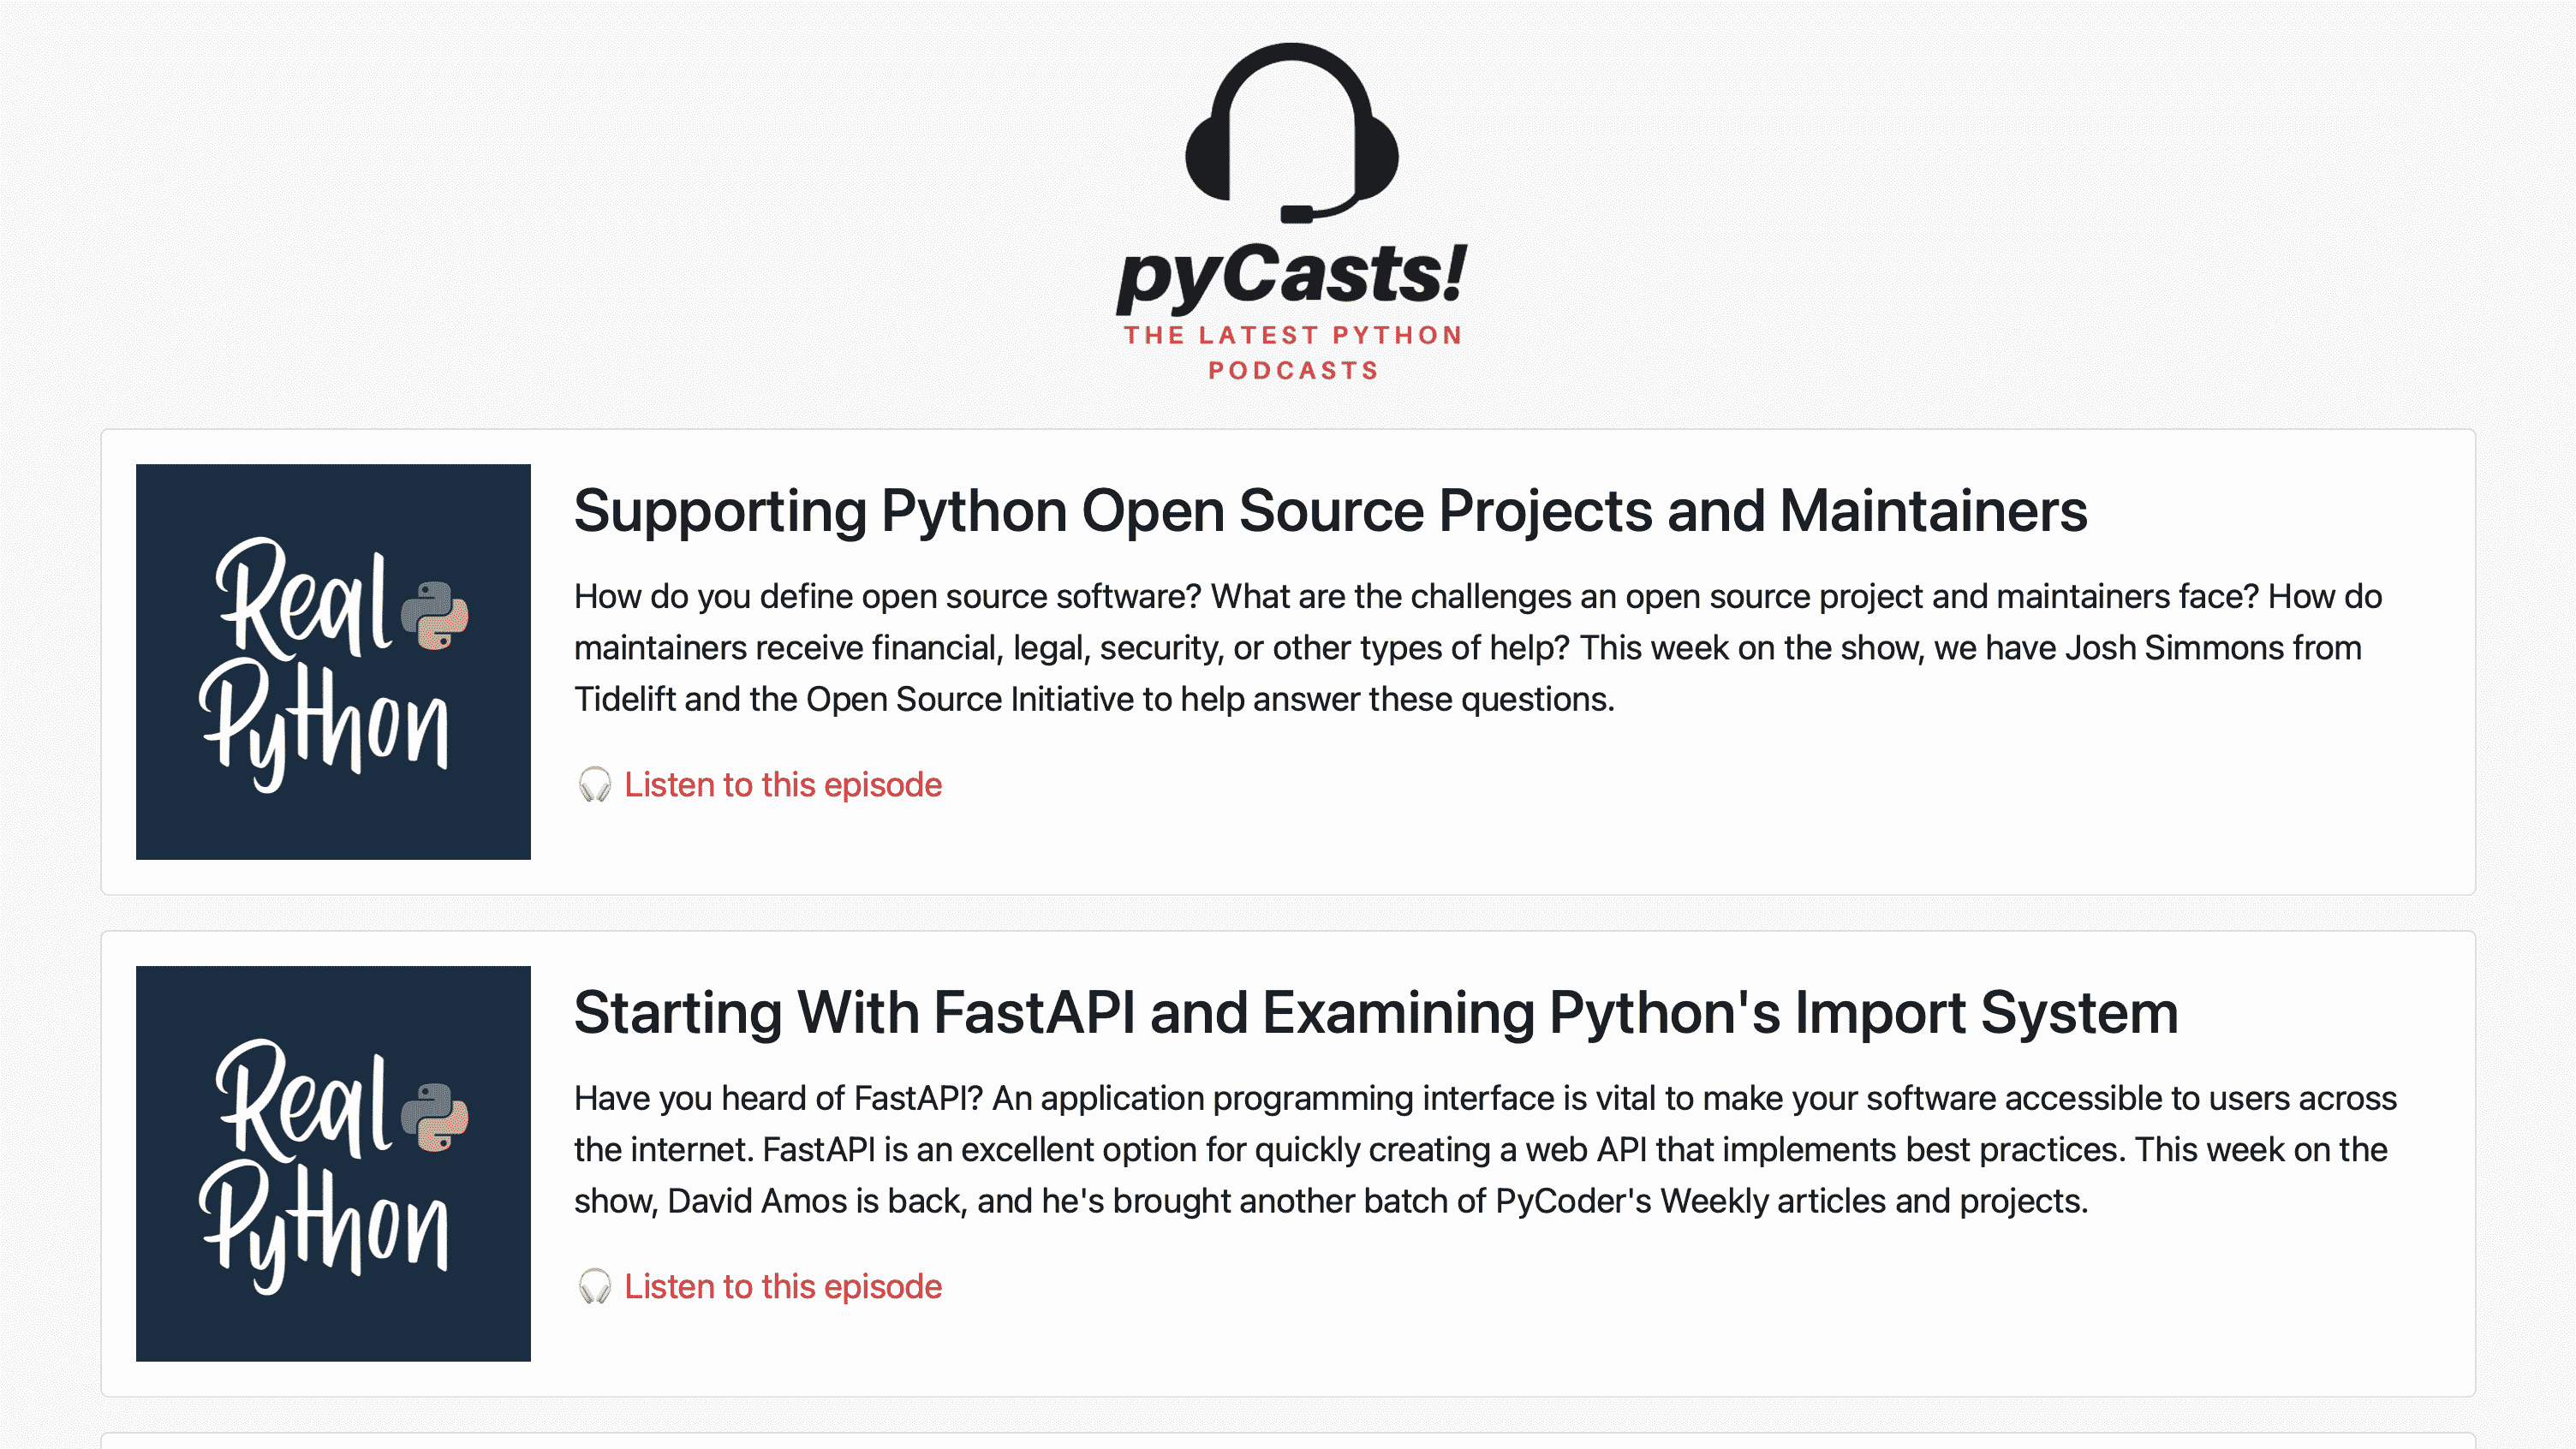 pyCasts!
THE LATEST PYTHON
PODCASTS
Real
Python
Supporting Python Open Source Projects and Maintainers
How do you define open source software? What are the challenges an open source project and maintainers face? How do
maintainers receive financial, legal, security, or other types of help? This week on the show, we have Josh Simmons from
Tidelift and the Open Source Initiative to help answer these questions.
🎧 Listen to this episode
Real
Python
Starting With FastAPI and Examining Python's Import System
Have you heard of FastAPI? An application programming interface is vital to make your software accessible to users across
the internet. FastAPI is an excellent option for quickly creating a web API that implements best practices. This week on the
show, David Amos is back, and he's brought another batch of PyCoder's Weekly articles and projects.
🎧 Listen to this episode